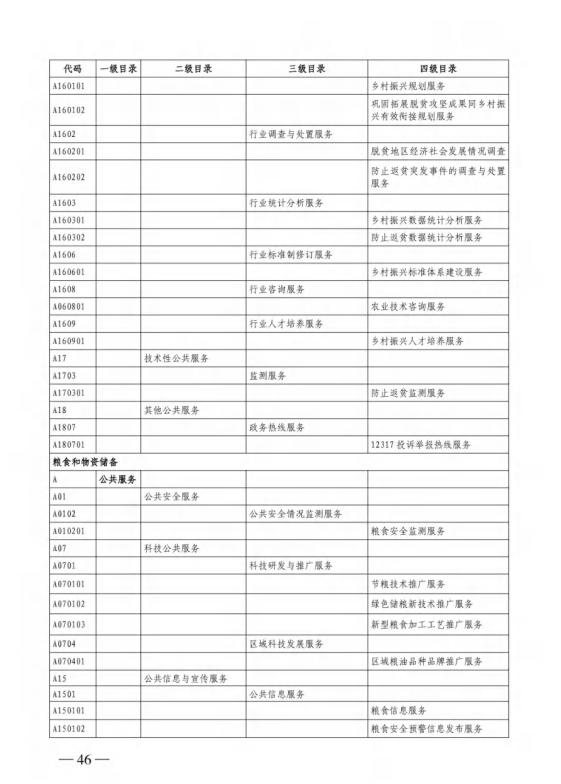 代码 一级目录 二级目录 三级目录 四级目录
A160101 乡村振兴规划服务
A160102 巩固拓展脱贫攻坚成果同乡村振
兴有效衔接规划服务
A1602 行业调查与处置服务
A160201 脱贫地区经济社会发展情况调查
A160202 防止返贫突发事件的调查与处置
服务
A1603 行业统计分析服务
A160301 乡村振兴数据统计分析服务
A160302 防止返贫数据统计分析服务
A1606 行业标准制修订服务
A160601 乡村振兴标准体系建设服务
A1608 行业咨询服务
A060801 农业技术咨询服务
A1609 行业人才培养服务
A160901 乡村振兴人才培养服务
A17 技术性公共服务
A1703 监测服务
A170301 防止返贫监测服务
A18 其他公共服务
A1807 政务热线服务
A180701 12317 投诉举报热线服务
粮食和物资储备
A 公共服务
A01 公共安全服务
A0102 公共安全情况监测服务
A010201 粮食安全监测服务
A07 科技公共服务
A0701 科技研发与推广服务
A070101 节粮技术推广服务
A070102 绿色储粮新技术推广服务
A070103 新型粮食加工工艺推广服务
A0704 区域科技发展服务
A070401 区域粮油品种品牌推广服务
A15 公共信息与宣传服务
A1501 公共信息服务
A150101 粮食信息服务
A150102 粮食安全预警信息发布服务
— 46 —